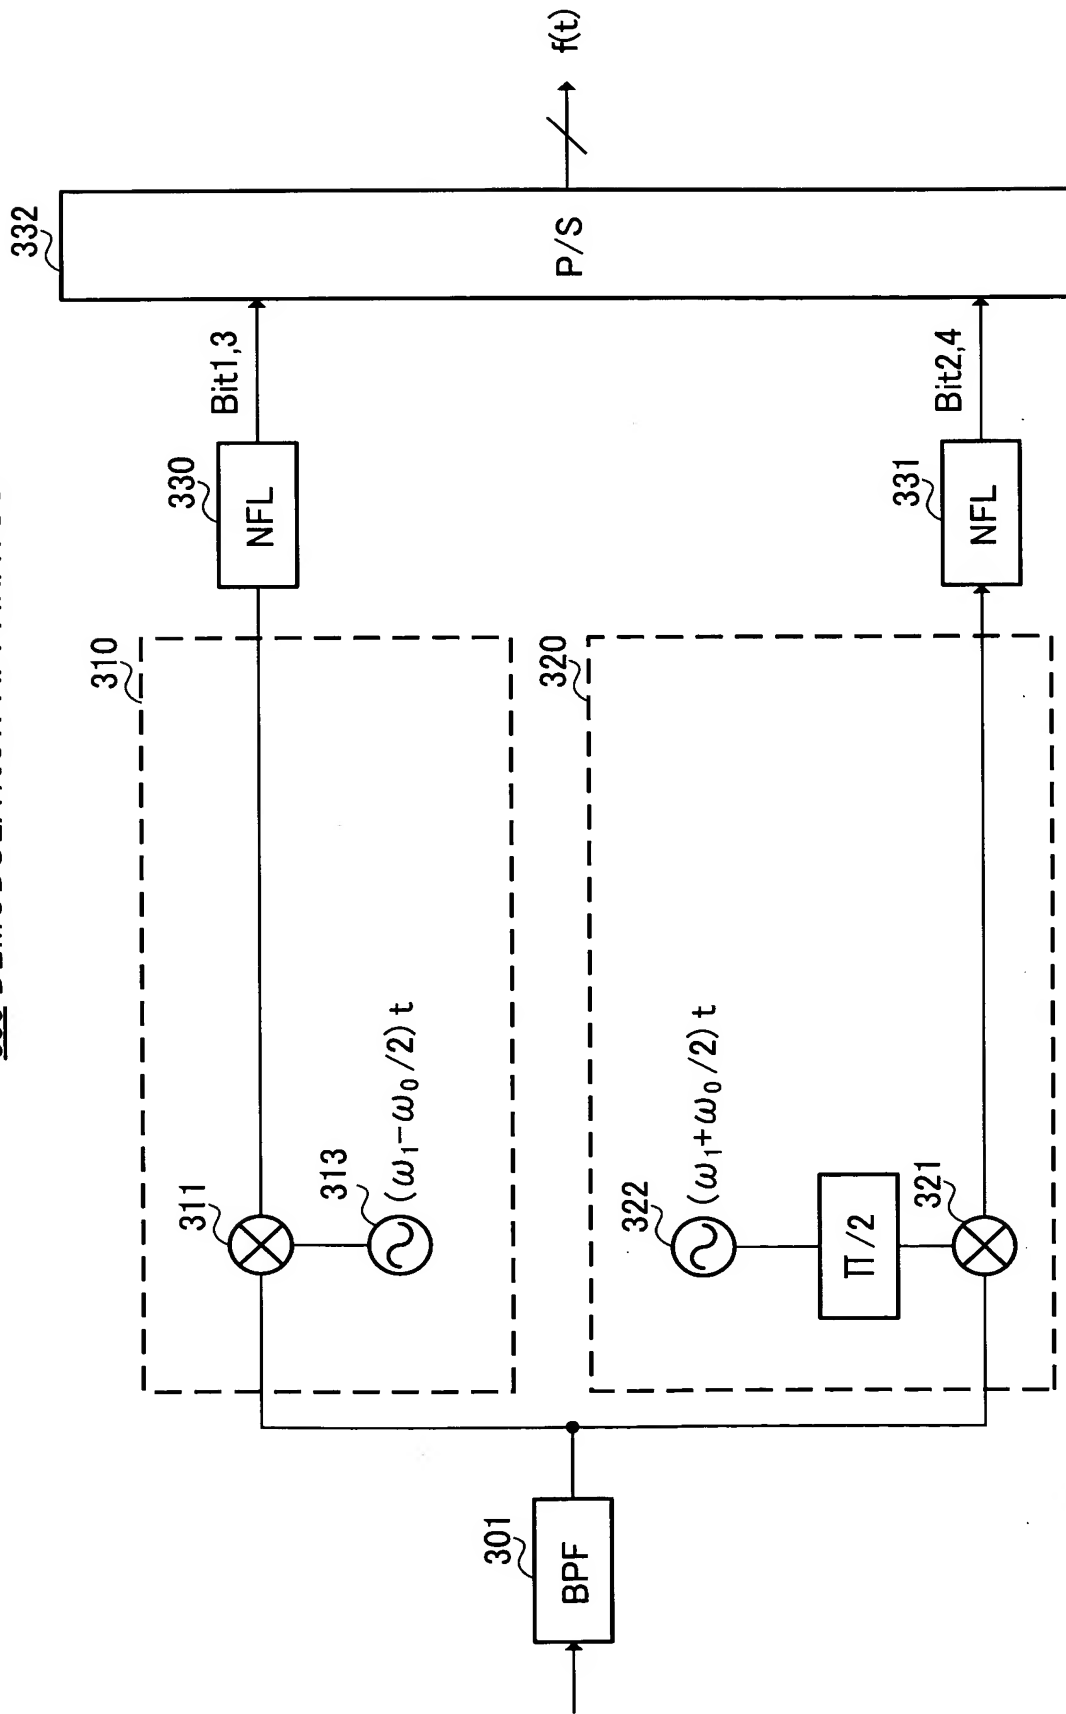 301
BPF
310
311
313
(ω₁−ω₀/2) t
320
322
(ω₁+ω₀/2) t
Π/2
321
330
NFL
Bit1,3
331
NFL
Bit2,4
332
P/S
f(t)